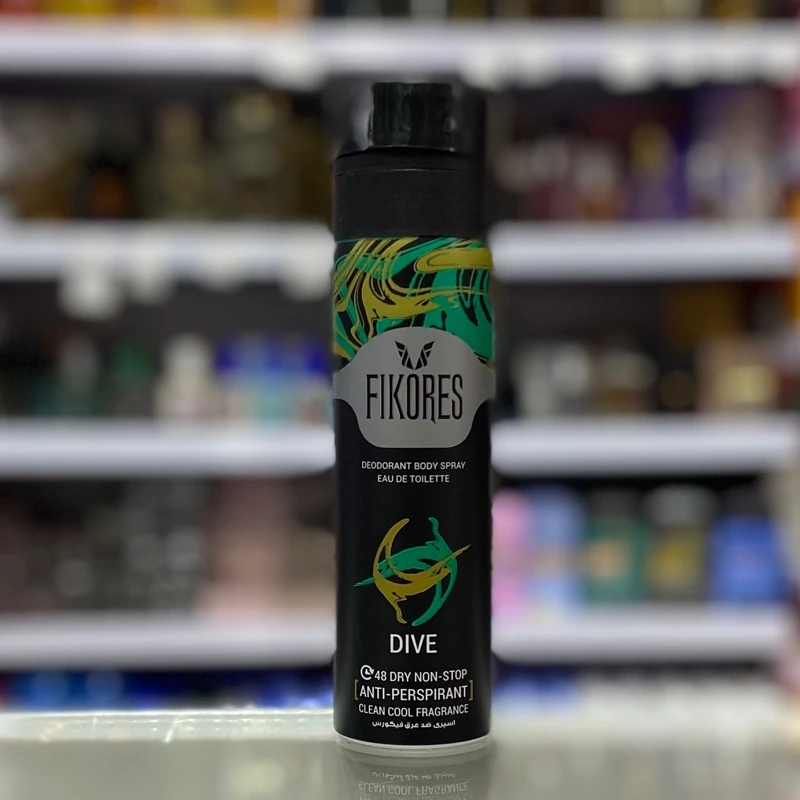 FIKORES
DEODORANT BODY SPRAY
EAU DE TOILETTE
DIVE
48 DRY NON-STOP
[ANTI-PERSPIRANT]
CLEAN COOL FRAGRANCE
اسپری ضد عرق فیکورس